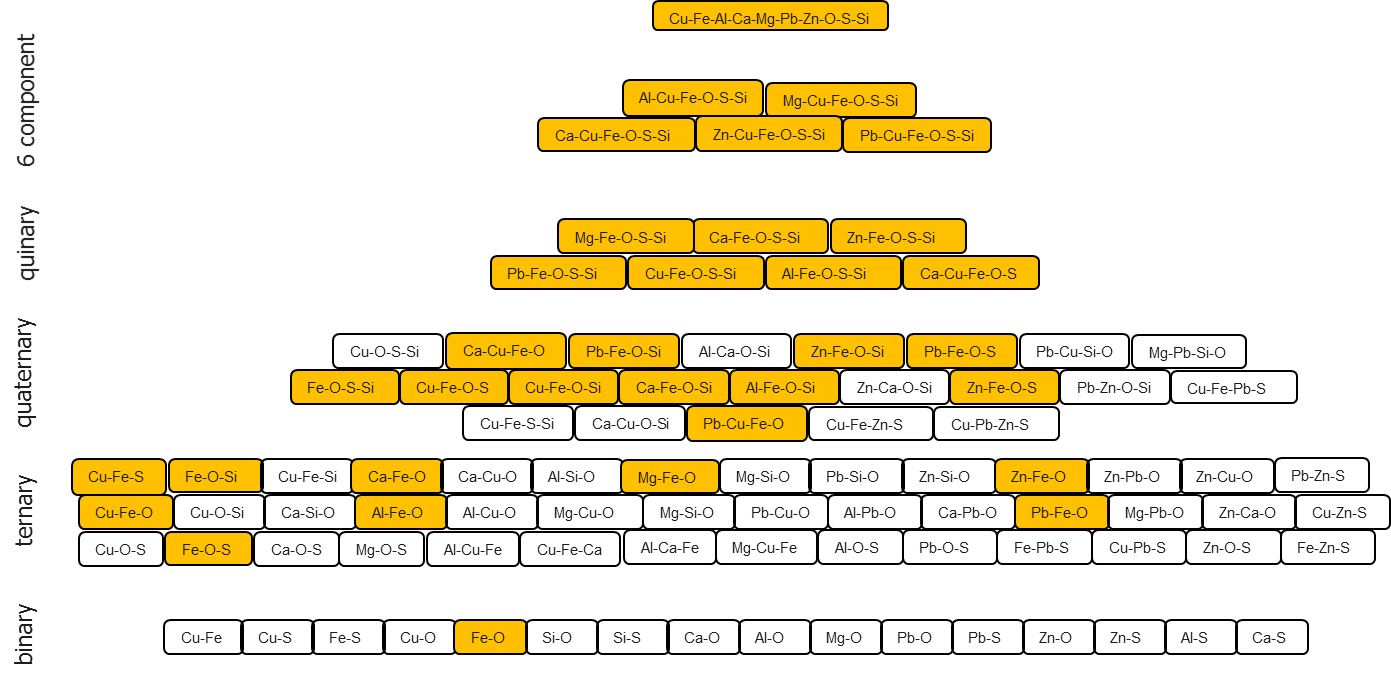 Cu-Fe-Al-Ca-Mg-Pb-Zn-O-S-Si
6 component
Al-Cu-Fe-O-S-Si Mg-Cu-Fe-O-S-Si
Ca-Cu-Fe-O-S-Si Zn-Cu-Fe-O-S-Si Pb-Cu-Fe-O-S-Si
quinary
Mg-Fe-O-S-Si Ca-Fe-O-S-Si Zn-Fe-O-S-Si
Pb-Fe-O-S-Si Cu-Fe-O-S-Si Al-Fe-O-S-Si Ca-Cu-Fe-O-S
quaternary
Cu-O-S-Si Ca-Cu-Fe-O Pb-Fe-O-Si Al-Ca-O-Si Zn-Fe-O-Si Pb-Fe-O-S Pb-Cu-Si-O Mg-Pb-Si-O
Fe-O-S-Si Cu-Fe-O-S Cu-Fe-O-Si Ca-Fe-O-Si Al-Fe-O-Si Zn-Ca-O-Si Zn-Fe-O-S Pb-Zn-O-Si Cu-Fe-Pb-S
Cu-Fe-S-Si Ca-Cu-O-Si Pb-Cu-Fe-O Cu-Fe-Zn-S Cu-Pb-Zn-S
ternary
Cu-Fe-S Fe-O-Si Cu-Fe-Si Ca-Fe-O Ca-Cu-O Al-Si-O Mg-Fe-O Mg-Si-O Pb-Si-O Zn-Si-O Zn-Fe-O Zn-Pb-O Zn-Cu-O Pb-Zn-S
Cu-Fe-O Cu-O-Si Ca-Si-O Al-Fe-O Al-Cu-O Mg-Cu-O Mg-Si-O Pb-Cu-O Al-Pb-O Ca-Pb-O Pb-Fe-O Mg-Pb-O Zn-Ca-O Cu-Zn-S
Cu-O-S Fe-O-S Ca-O-S Mg-O-S Al-Cu-Fe Cu-Fe-Ca Al-Ca-Fe Mg-Cu-Fe Al-O-S Pb-O-S Fe-Pb-S Cu-Pb-S Zn-O-S Fe-Zn-S
binary
Cu-Fe Cu-S Fe-S Cu-O Fe-O Si-O Si-S Ca-O Al-O Mg-O Pb-O Pb-S Zn-O Zn-S Al-S Ca-S